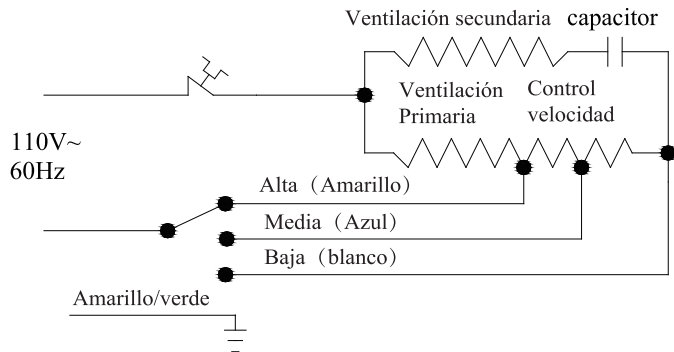 Ventilación secundaria
capacitor
Ventilación
Primaria
Control
velocidad
110V~
60Hz
Alta（Amarillo）
Media（Azul）
Baja（blanco）
Amarillo/verde